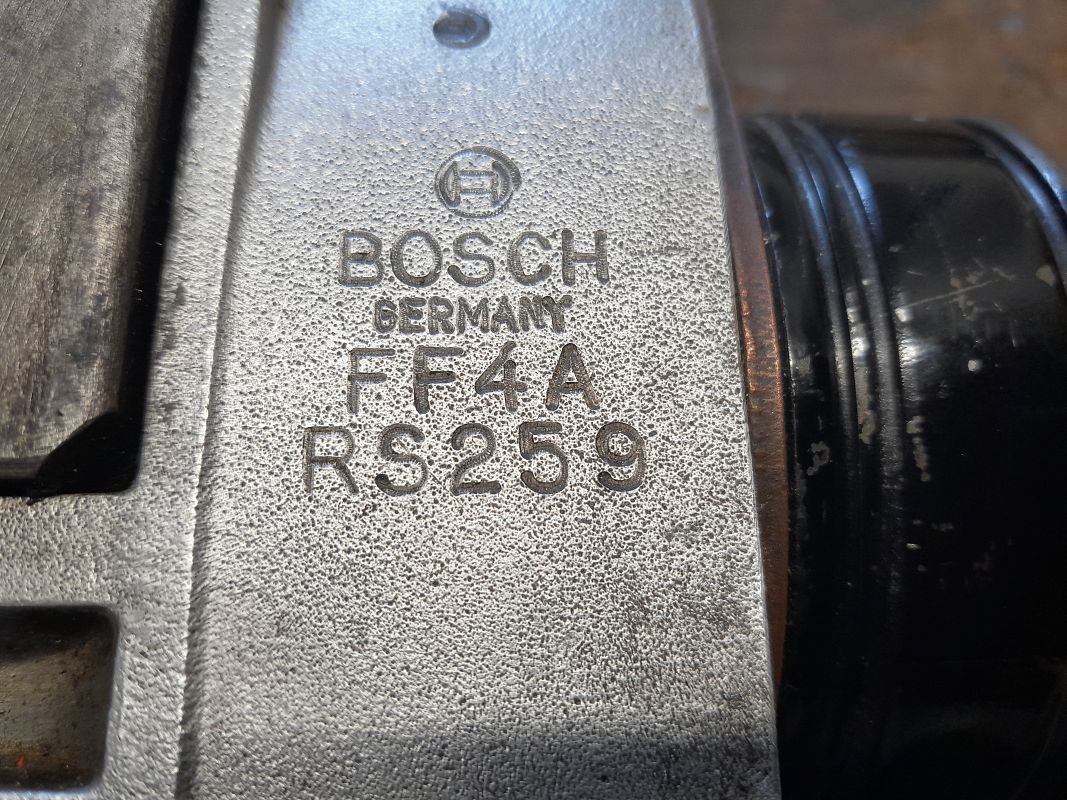 BOSCH
GERMANY
FF4A
RS259